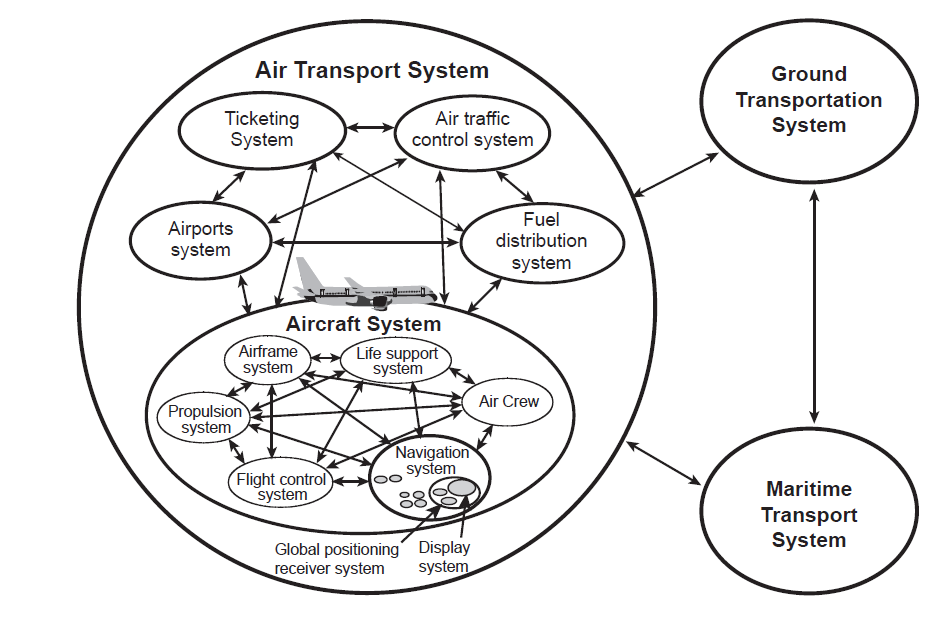 Air Transport System
Ticketing
System
Air traffic
control system
Airports
system
Fuel
distribution
system
Aircraft System
Airframe
system
Life support
system
Propulsion
system
Air Crew
Flight control
system
Navigation
system
Global positioning
receiver system
Display
system
Ground
Transportation
System
Maritime
Transport
System